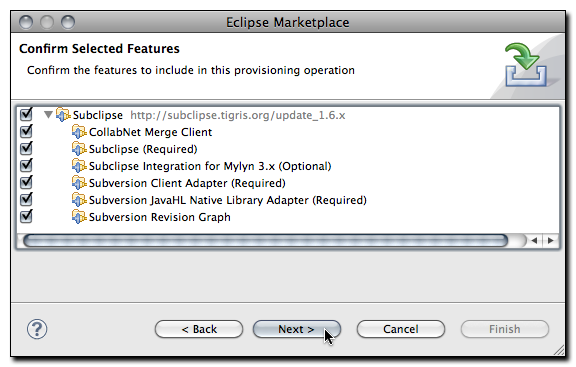 Eclipse Marketplace
Confirm Selected Features
Confirm the features to include in this provisioning operation
Subclipse http://subclipse.tigris.org/update_1.6.x
CollabNet Merge Client
Subclipse (Required)
Subclipse Integration for Mylyn 3.x (Optional)
Subversion Client Adapter (Required)
Subversion JavaHL Native Library Adapter (Required)
Subversion Revision Graph
? < Back Next > Cancel Finish